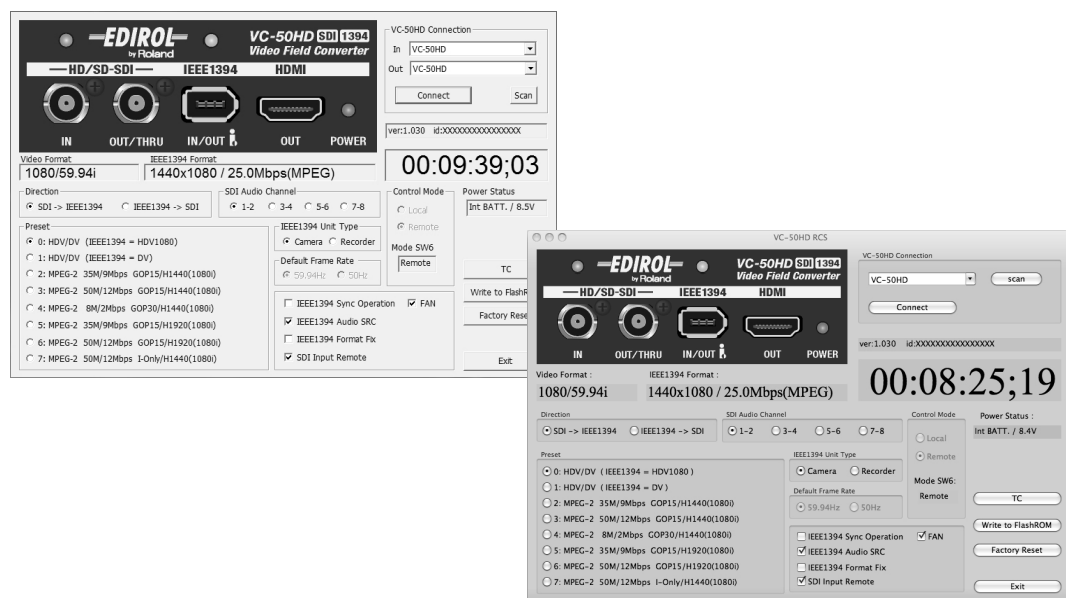 EDIROL
by Roland
VC-50HD SDI 1394
Video Field Converter
HD/SD-SDI IEEE1394 HDMI
IN OUT/THRU IN/OUT i OUT POWER
VC-50HD Connection
In VC-50HD
Out VC-50HD
Connect Scan
ver:1.030 id:XXXXXXXXXXXXXXXX
Video Format IEEE1394 Format
1080/59.94i 1440x1080 / 25.0Mbps(MPEG)
00:09:39;03
Direction SDI Audio Channel Control Mode Power Status
SDI -> IEEE1394 IEEE1394 -> SDI 1-2 3-4 5-6 7-8 Local Int BATT. / 8.5V
Remote
Preset IEEE1394 Unit Type
0: HDV/DV (IEEE1394 = HDV1080) Camera Recorder Mode SW6
1: HDV/DV (IEEE1394 = DV) Default Frame Rate Remote
2: MPEG-2 35M/9Mbps GOP15/H1440(1080i) 59.94Hz 50Hz TC
3: MPEG-2 50M/12Mbps GOP15/H1440(1080i) Write to FlashR
4: MPEG-2 8M/2Mbps GOP30/H1440(1080i) IEEE1394 Sync Operation FAN
5: MPEG-2 35M/9Mbps GOP15/H1920(1080i) IEEE1394 Audio SRC Factory Rese
6: MPEG-2 50M/12Mbps GOP15/H1920(1080i) IEEE1394 Format Fix
7: MPEG-2 50M/12Mbps I-Only/H1440(1080i) SDI Input Remote Exit
VC-50HD RCS
EDIROL
by Roland
VC-50HD SDI 1394
Video Field Converter
HD/SD-SDI IEEE1394 HDMI
IN OUT/THRU IN/OUT i OUT POWER
VC-50HD Connection
VC-50HD scan
Connect
ver:1.030 id:XXXXXXXXXXXXXXXX
Video Format : IEEE1394 Format :
1080/59.94i 1440x1080 / 25.0Mbps(MPEG)
00:08:25;19
Direction SDI Audio Channel Control Mode Power Status :
SDI -> IEEE1394 IEEE1394 -> SDI 1-2 3-4 5-6 7-8 Local Int BATT. / 8.4V
Preset IEEE1394 Unit Type Remote
0: HDV/DV ( IEEE1394 = HDV1080 ) Camera Recorder
1: HDV/DV ( IEEE1394 = DV ) Default Frame Rate Mode SW6:
2: MPEG-2 35M/9Mbps GOP15/H1440(1080i) 59.94Hz 50Hz Remote TC
3: MPEG-2 50M/12Mbps GOP15/H1440(1080i) Write to FlashROM
4: MPEG-2 8M/2Mbps GOP30/H1440(1080i) IEEE1394 Sync Operation FAN
5: MPEG-2 35M/9Mbps GOP15/H1920(1080i) IEEE1394 Audio SRC Factory Reset
6: MPEG-2 50M/12Mbps GOP15/H1920(1080i) IEEE1394 Format Fix
7: MPEG-2 50M/12Mbps I-Only/H1440(1080i) SDI Input Remote Exit